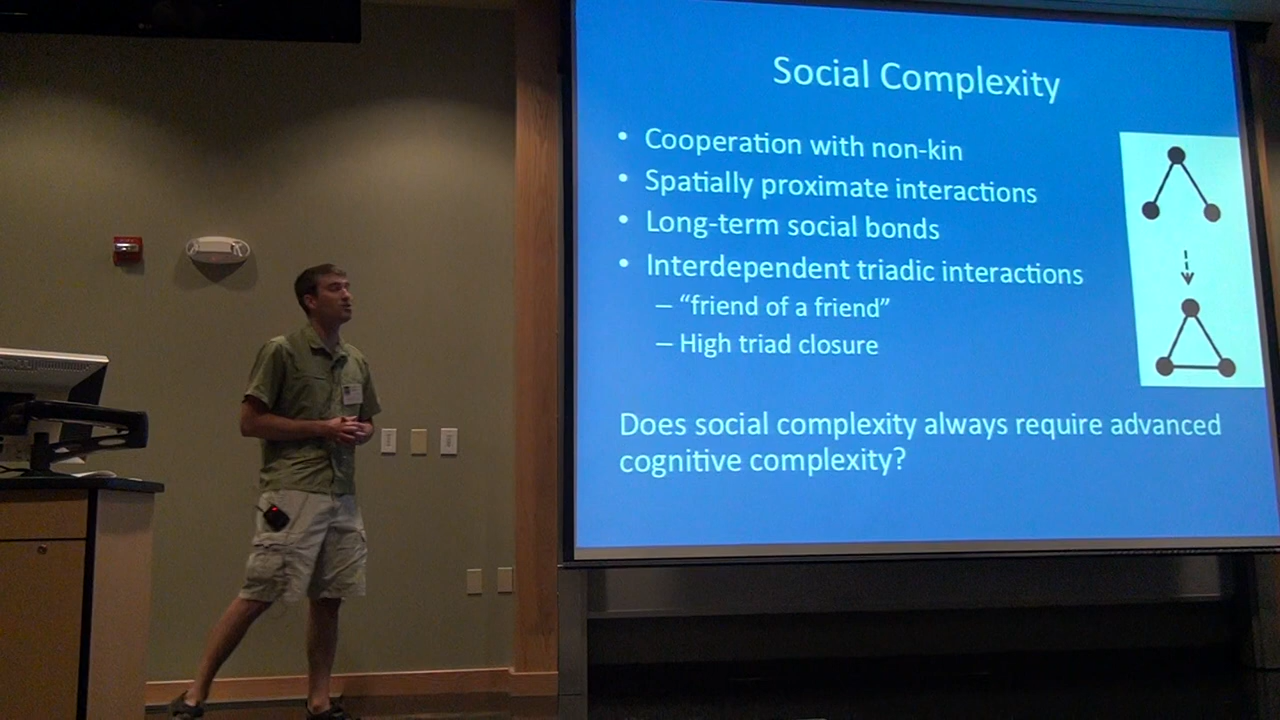 Social Complexity
• Cooperation with non-kin
• Spatially proximate interactions
• Long-term social bonds
• Interdependent triadic interactions
– “friend of a friend”
– High triad closure
Does social complexity always require advanced
cognitive complexity?